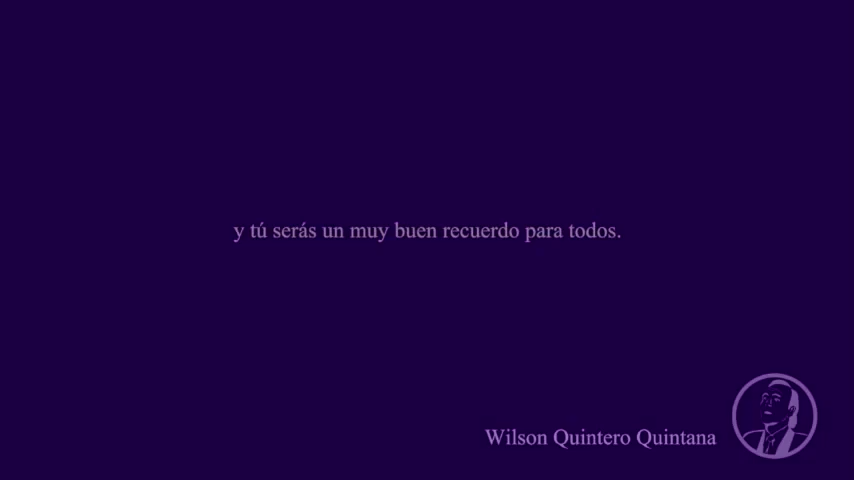 y tú serás un muy buen recuerdo para todos.
Wilson Quintero Quintana